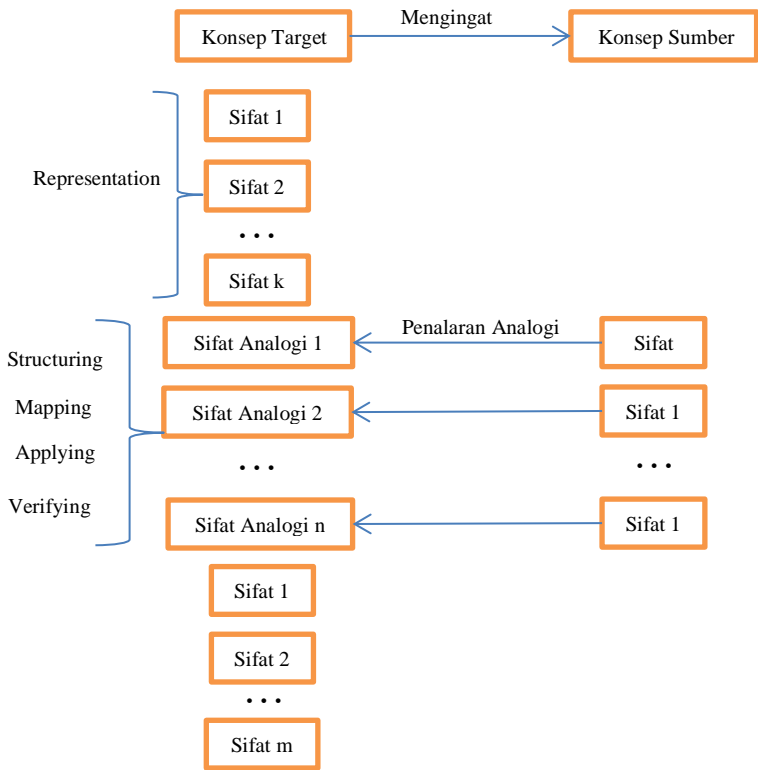 Mengingat
Konsep Target
Konsep Sumber
Sifat 1
Representation
Sifat 2
...
Sifat k
Sifat Analogi 1
Penalaran Analogi
Sifat
Structuring
Mapping
Sifat Analogi 2
Sifat 1
Applying
...
...
Verifying
Sifat Analogi n
Sifat 1
Sifat 1
Sifat 2
...
Sifat m